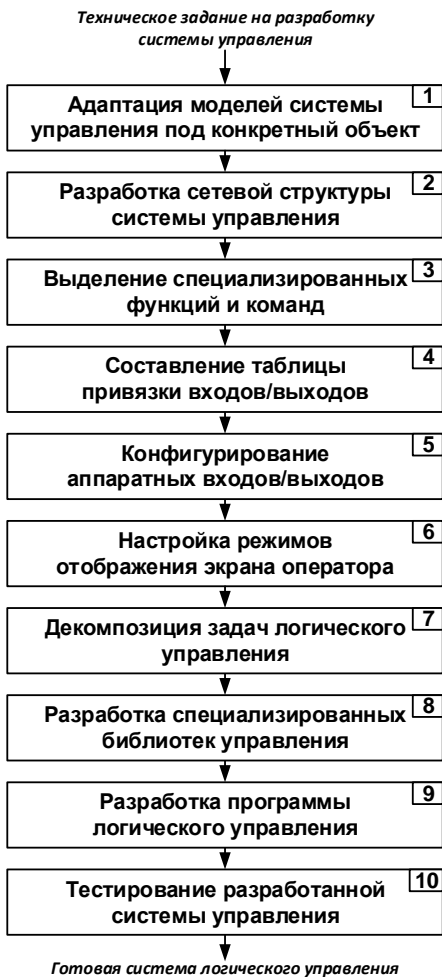 Техническое задание на разработку
системы управления
1
Адаптация моделей системы
управления под конкретный объект
2
Разработка сетевой структуры
системы управления
3
Выделение специализированных
функций и команд
4
Составление таблицы
привязки входов/выходов
5
Конфигурирование
аппаратных входов/выходов
6
Настройка режимов
отображения экрана оператора
7
Декомпозиция задач логического
управления
8
Разработка специализированных
библиотек управления
9
Разработка программы
логического управления
10
Тестирование разработанной
системы управления
Готовая система логического управления